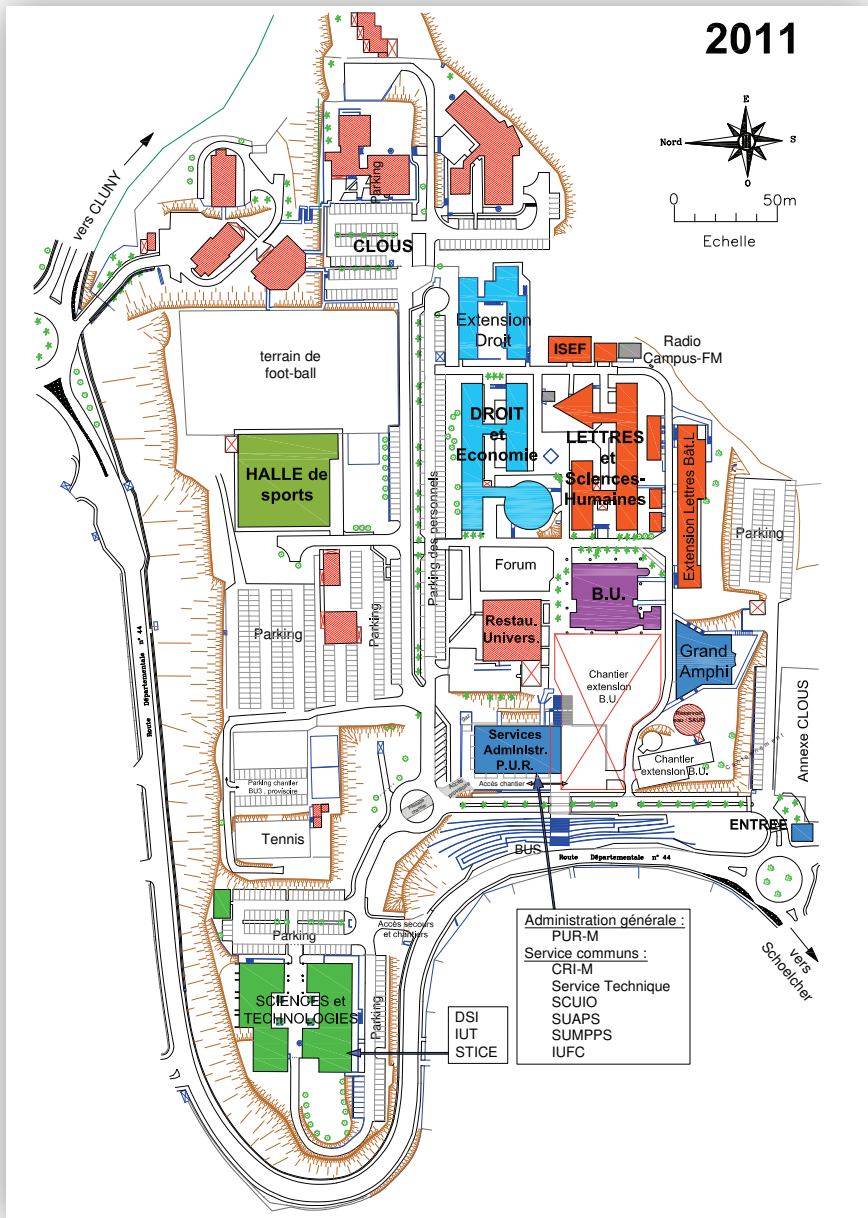 2011
E
Nord
S
O
0
50m
Echelle
vers CLUNY
Parking
CLOUS
Extension
Droit
ISEF
Radio
Campus-FM
terrain de
foot-ball
DROIT
et
Economie
LETTRES
et
Sciences-
Humaines
HALLE de
sports
Parking des personnels
Extension Lettres Bât.L
Parking
Forum
B.U.
Parking
Parking
Restau.
Univers.
Grand
Amphi
Route Départementale n° 44
Chantier
extension
B.U.
Réservoir
eau - SAUR
Services
Administr.
P.U.R.
Chantier
extension B.U.
Annexe CLOUS
Parking chantier
BU3 , provisoire
Accès chantier
Tennis
ENTREE
BUS
Route Départementale n° 44
Accès secours
et chantiers
Parking
vers
Schoelcher
Administration générale :
PUR-M
Service communs :
CRI-M
Service Technique
SCUIO
SUAPS
SUMPPS
IUFC
SCIENCES et
TECHNOLOGIES
Parking
DSI
IUT
STICE